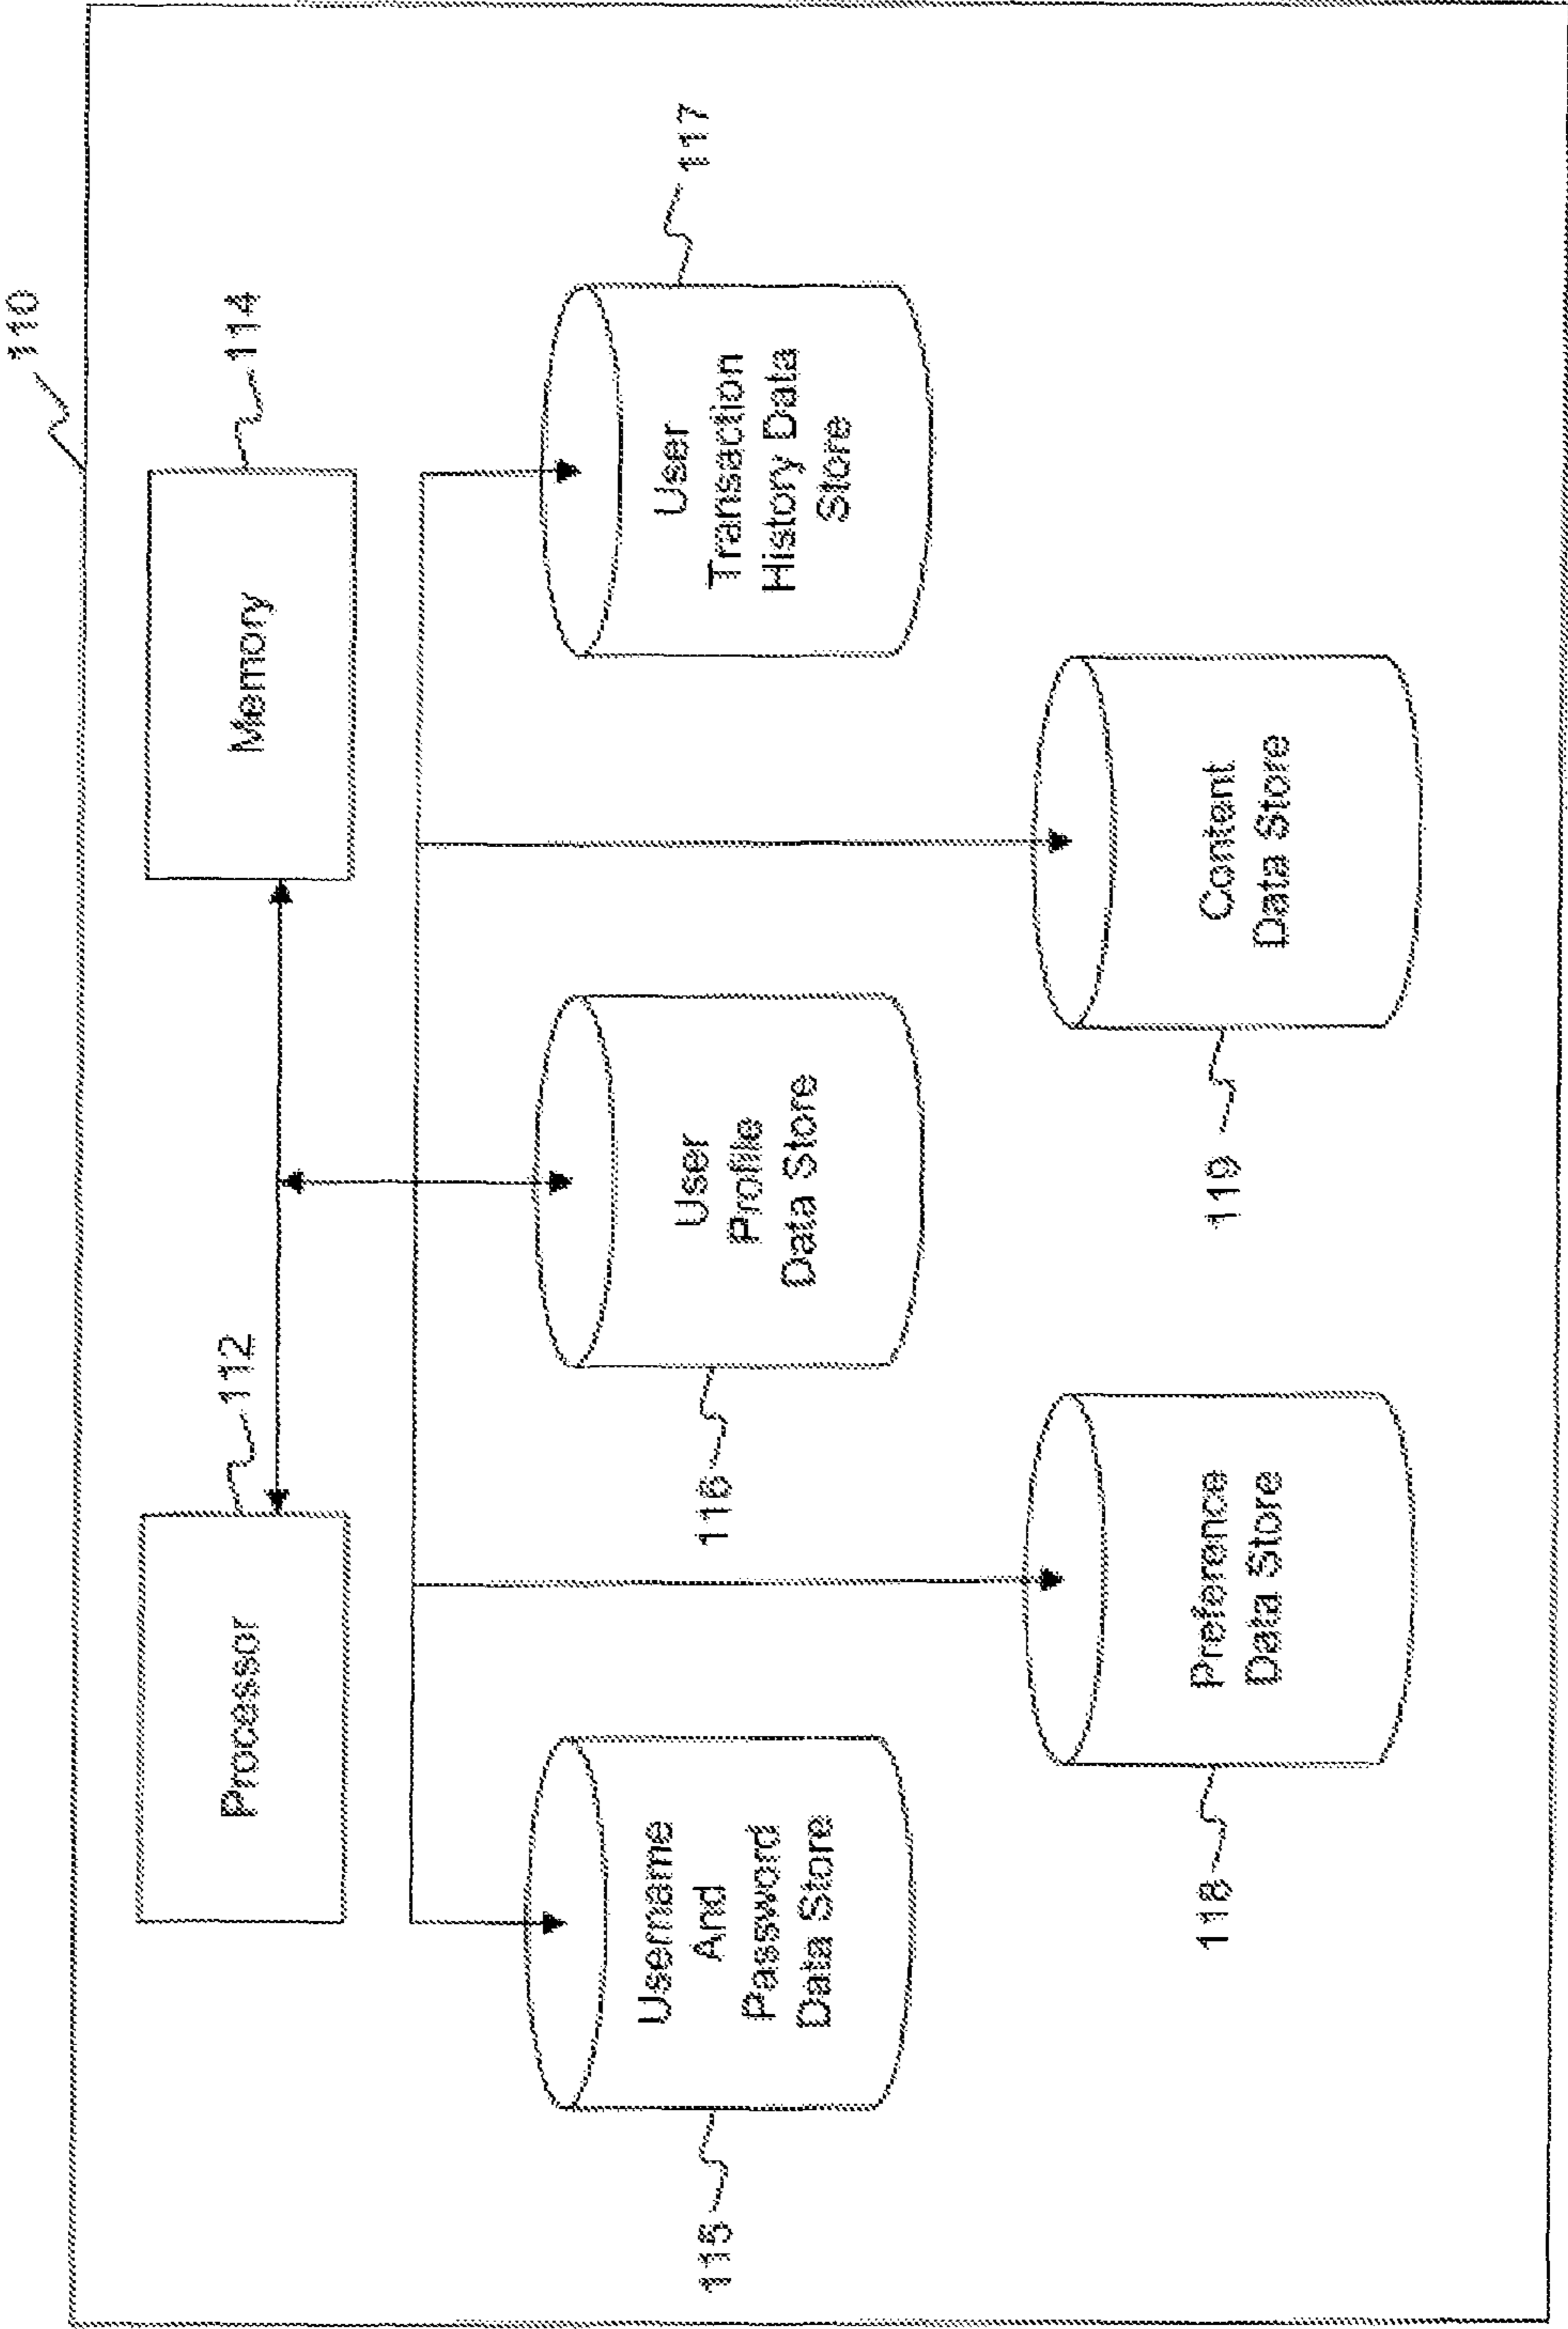 110
Processor
112
Memory
114
Username
And
Password
Data Store
115
User
Profile
Data Store
116
User
Transaction
History Data
Store
117
Preference
Data Store
118
Content
Data Store
119